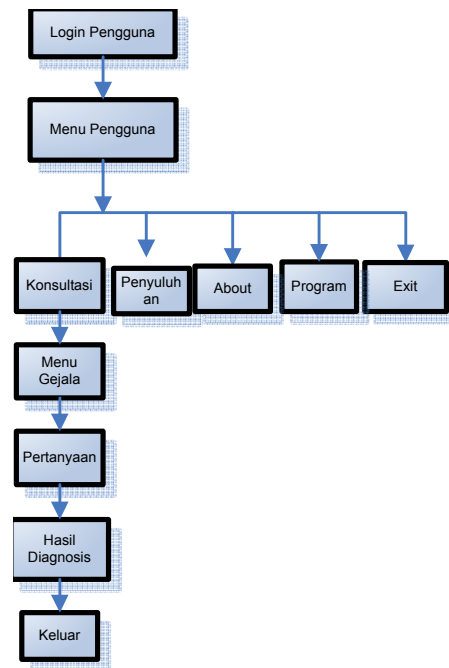 Login Pengguna
Menu Pengguna
Konsultasi
Penyuluh
an
About
Program
Exit
Menu
Gejala
Pertanyaan
Hasil
Diagnosis
Keluar